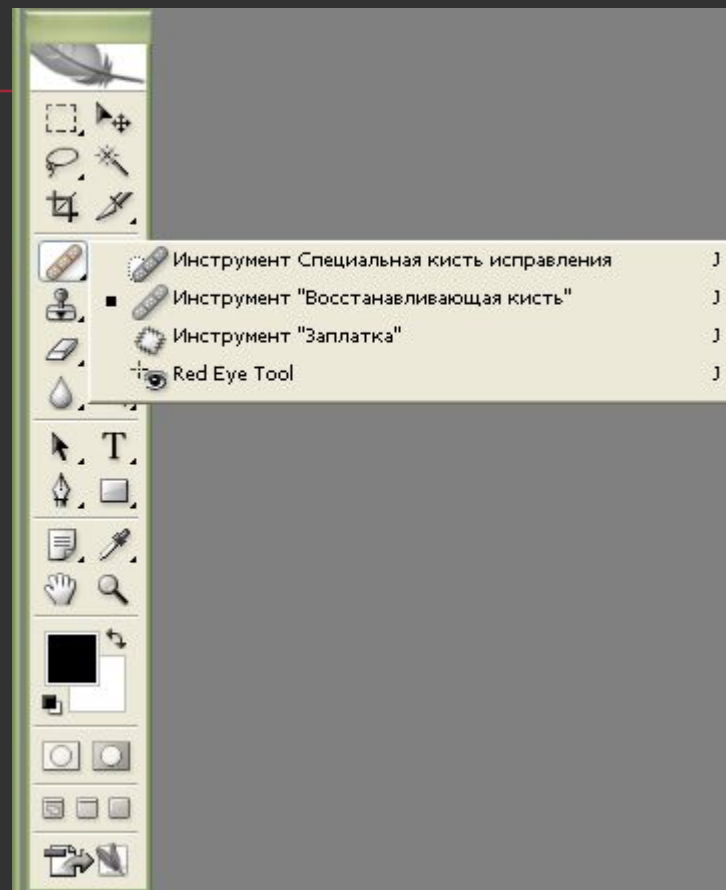 Инструмент Специальная кисть исправления J
Инструмент "Восстанавливающая кисть" J
Инструмент "Заплатка" J
Red Eye Tool J
T